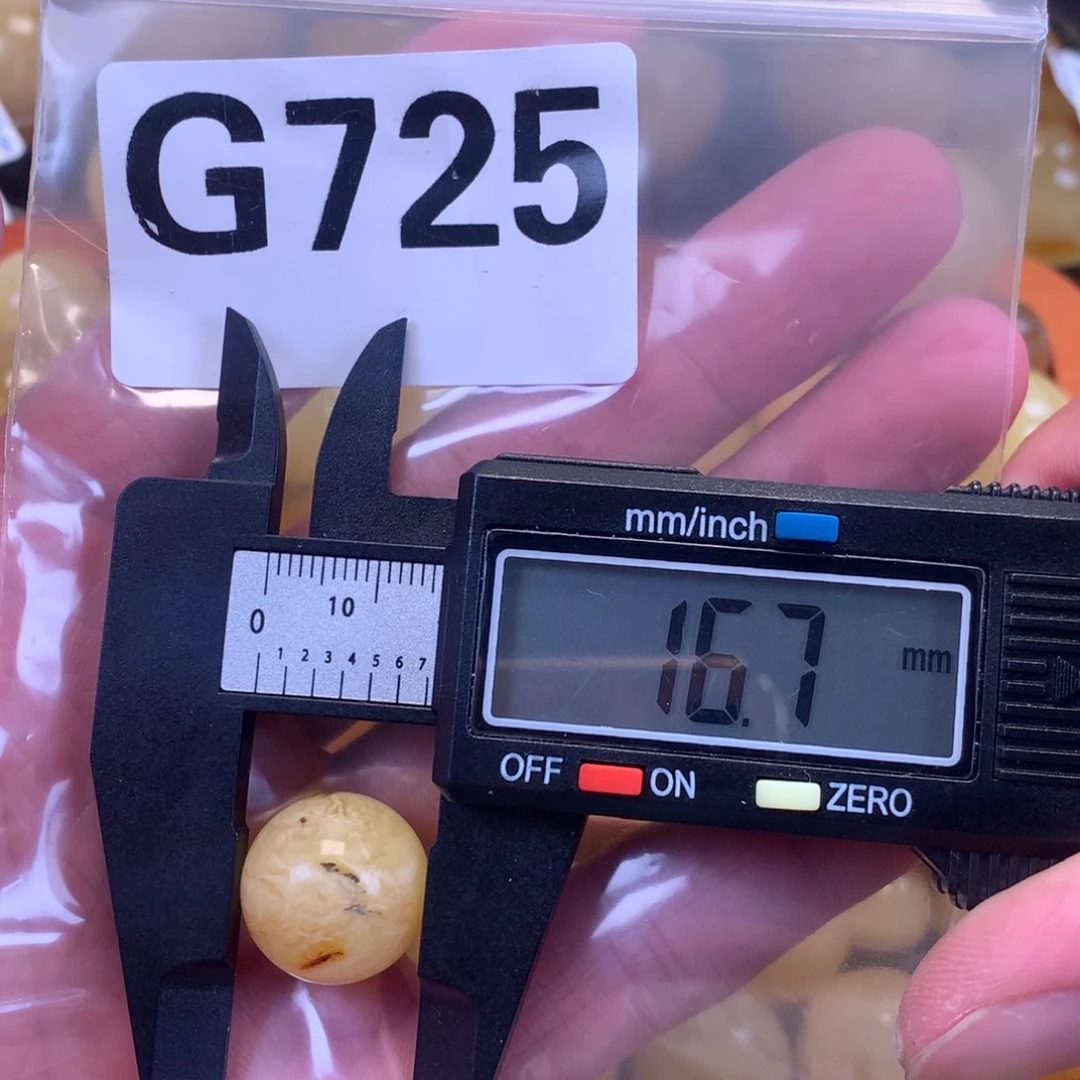 G725
mm/inch
0 10
1 2 3 4 5 6 7
16.7 mm
OFF ON ZERO